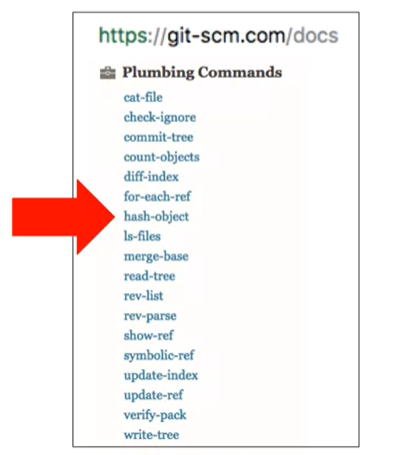 https://git-scm.com/docs
Plumbing Commands
cat-file
check-ignore
commit-tree
count-objects
diff-index
for-each-ref
hash-object
ls-files
merge-base
read-tree
rev-list
rev-parse
show-ref
symbolic-ref
update-index
update-ref
verify-pack
write-tree